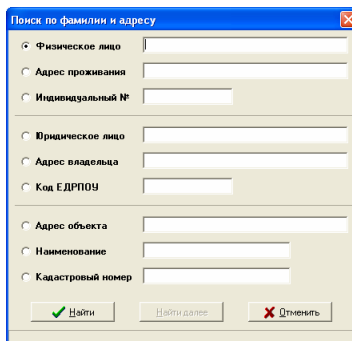 Поиск по фамилии и адресу
Физическое лицо
Адрес проживания
Индивидуальный №
Юридическое лицо
Адрес владельца
Код ЕДРПОУ
Адрес объекта
Наименование
Кадастровый номер
Найти Найти далее Отменить